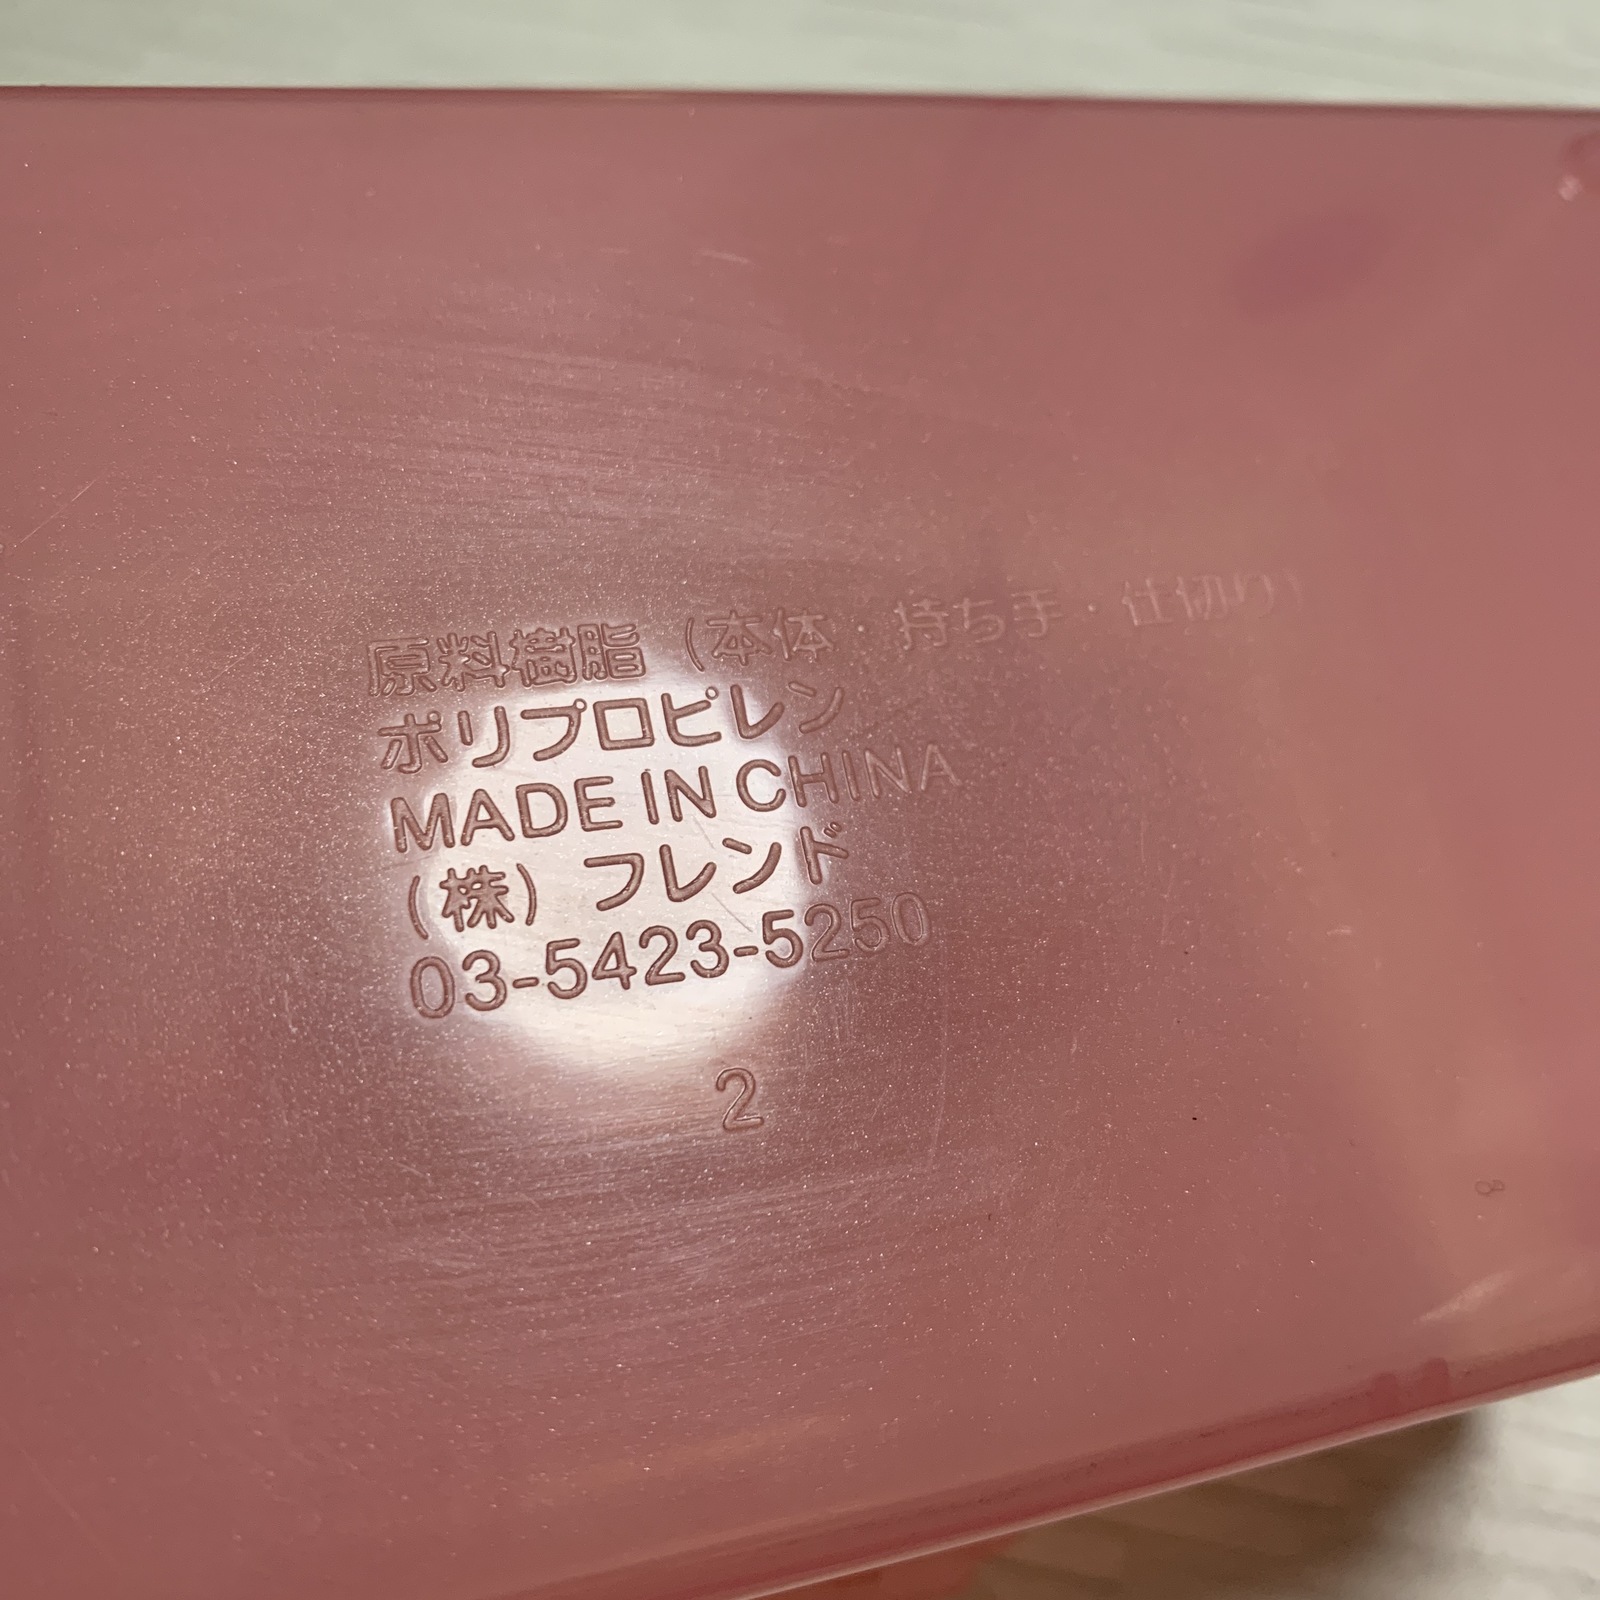 原料樹脂（本体・持ち手・仕切り）
ポリプロピレン
MADE IN CHINA
（株）フレンド
03-5423-5250
2